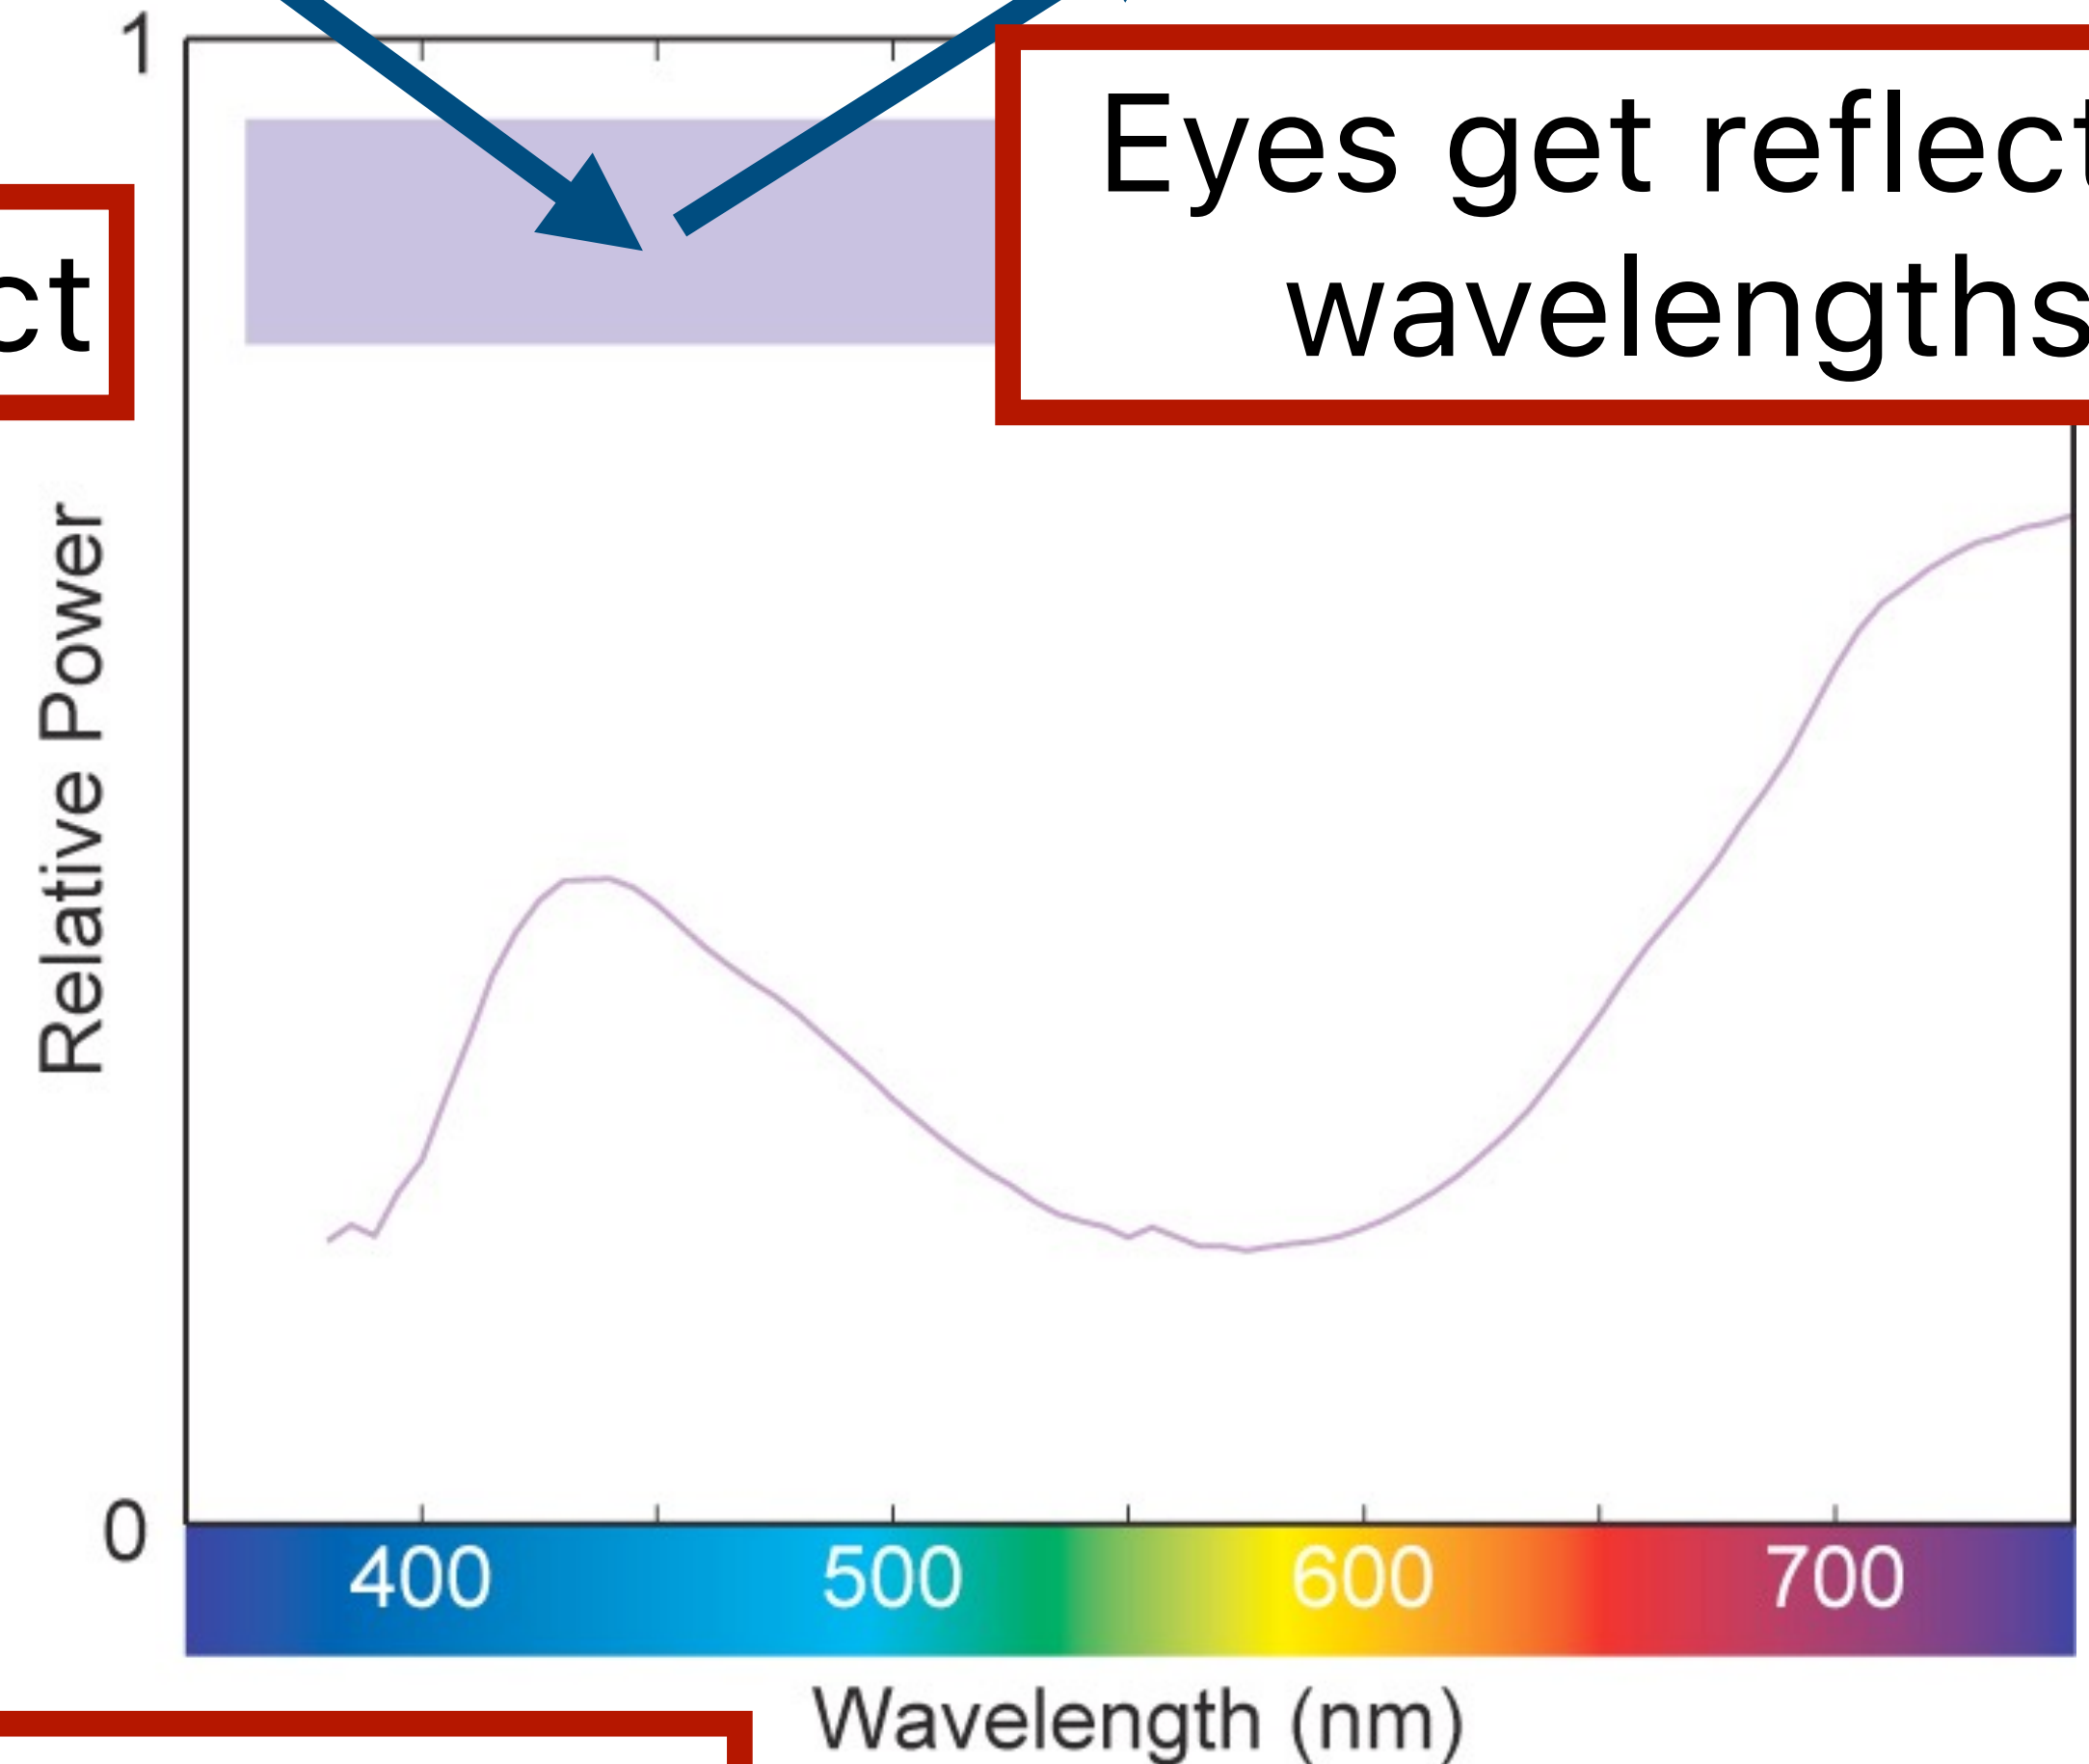 1
Eyes get reflect
wavelengths
ct
Relative Power
0
400 500 600 700
Wavelength (nm)